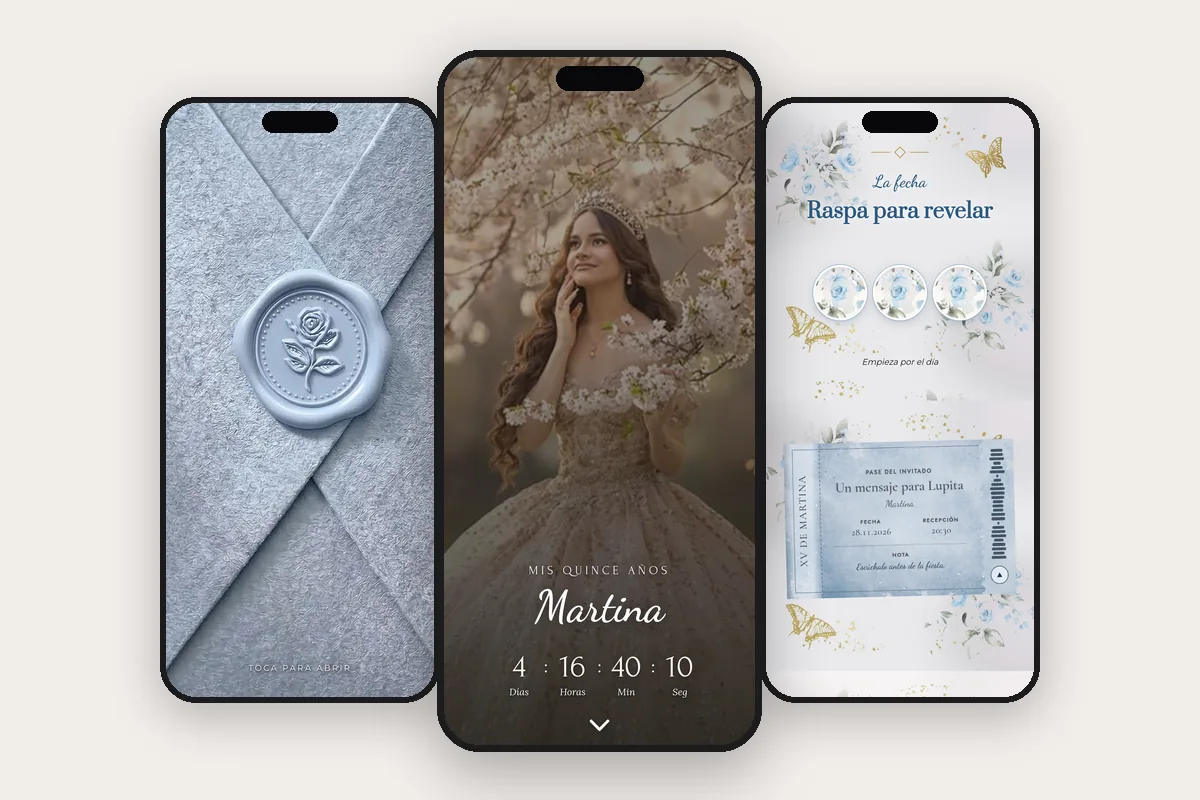 TOCA PARA ABRIR
MIS QUINCE AÑOS
Martina
4 : 16 : 40 : 10
Días Horas Min Seg
La fecha
Raspa para revelar
Empieza por el día
XV DE MARTINA
PASE DEL INVITADO
Un mensaje para Lupita
Martina
FECHA RECEPCIÓN
28.11.2026 20:30
NOTA
Escúchalo antes de la fiesta.